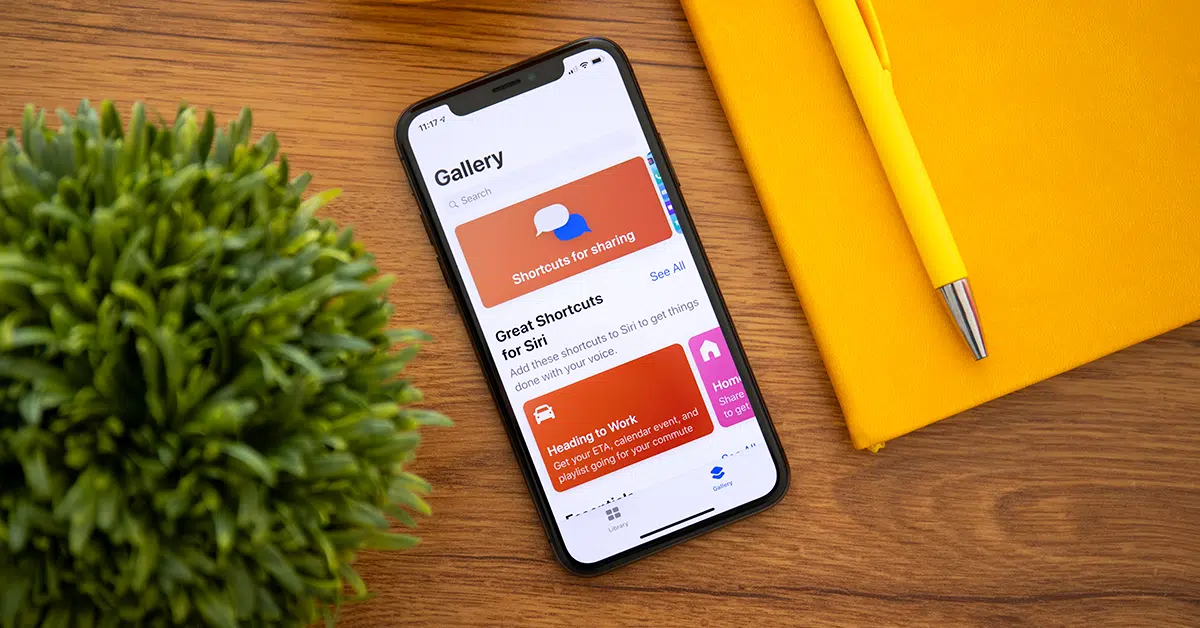 11:17
Gallery
Search
Shortcuts for sharing
Great Shortcuts
for Siri
See All
Add these shortcuts to Siri to get things
done with your voice.
Heading to Work
Get your ETA, calendar event, and
playlist going for your commute
Share
to get
Library
Gallery